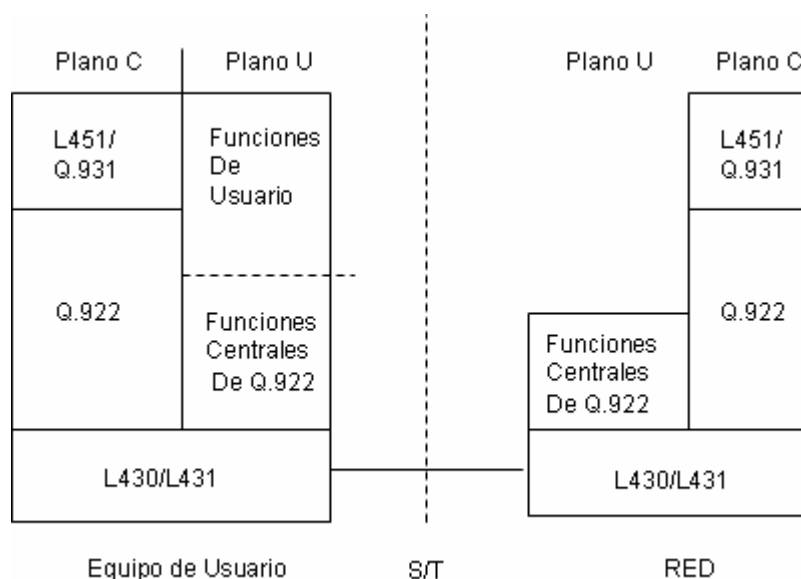 Plano C
Plano U
Plano U
Plano C
L451/
Q.931
Funciones
De
Usuario
L451/
Q.931
Q.922
Funciones
Centrales
De Q.922
Funciones
Centrales
De Q.922
Q.922
L430/L431
L430/L431
Equipo de Usuario
S/T
RED